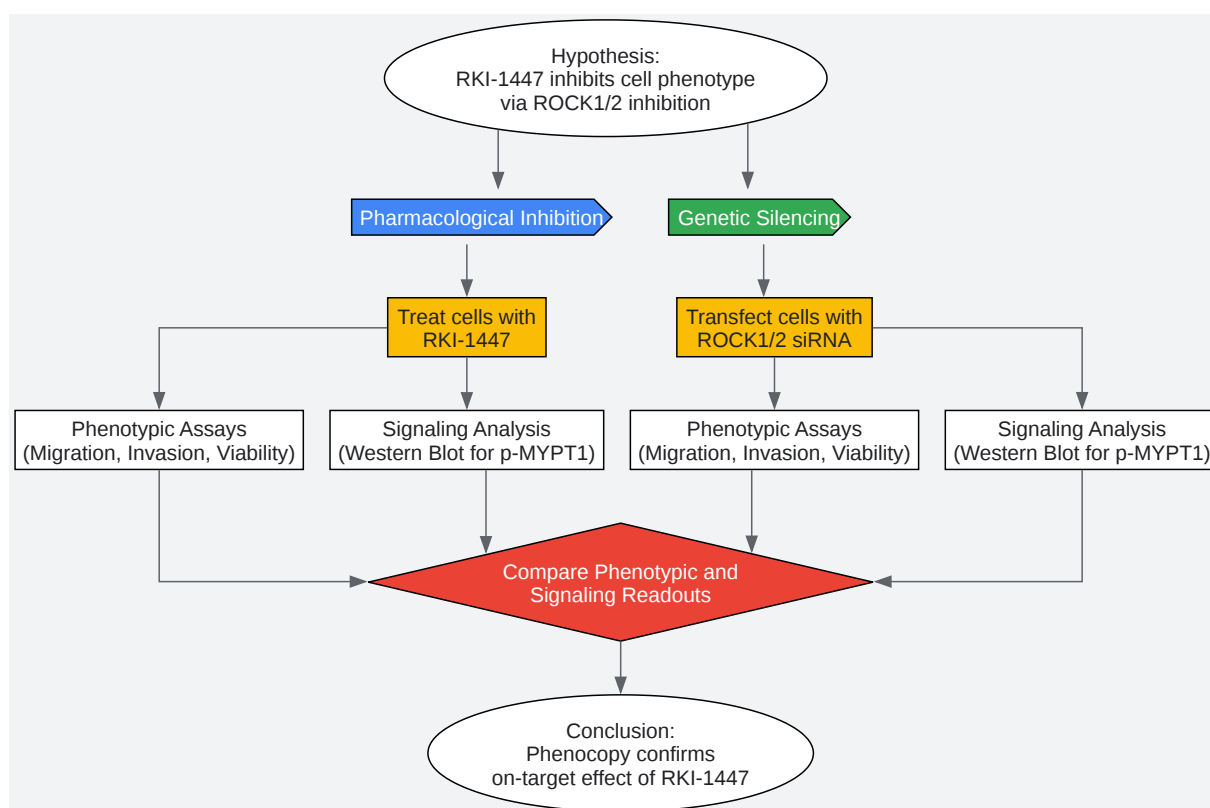 Hypothesis:
RKI-1447 inhibits cell phenotype
via ROCK1/2 inhibition
Pharmacological Inhibition
Genetic Silencing
Treat cells with
RKI-1447
Transfect cells with
ROCK1/2 siRNA
Phenotypic Assays
(Migration, Invasion, Viability)
Signaling Analysis
(Western Blot for p-MYPT1)
Phenotypic Assays
(Migration, Invasion, Viability)
Signaling Analysis
(Western Blot for p-MYPT1)
Compare Phenotypic and
Signaling Readouts
Conclusion:
Phenocopy confirms
on-target effect of RKI-1447